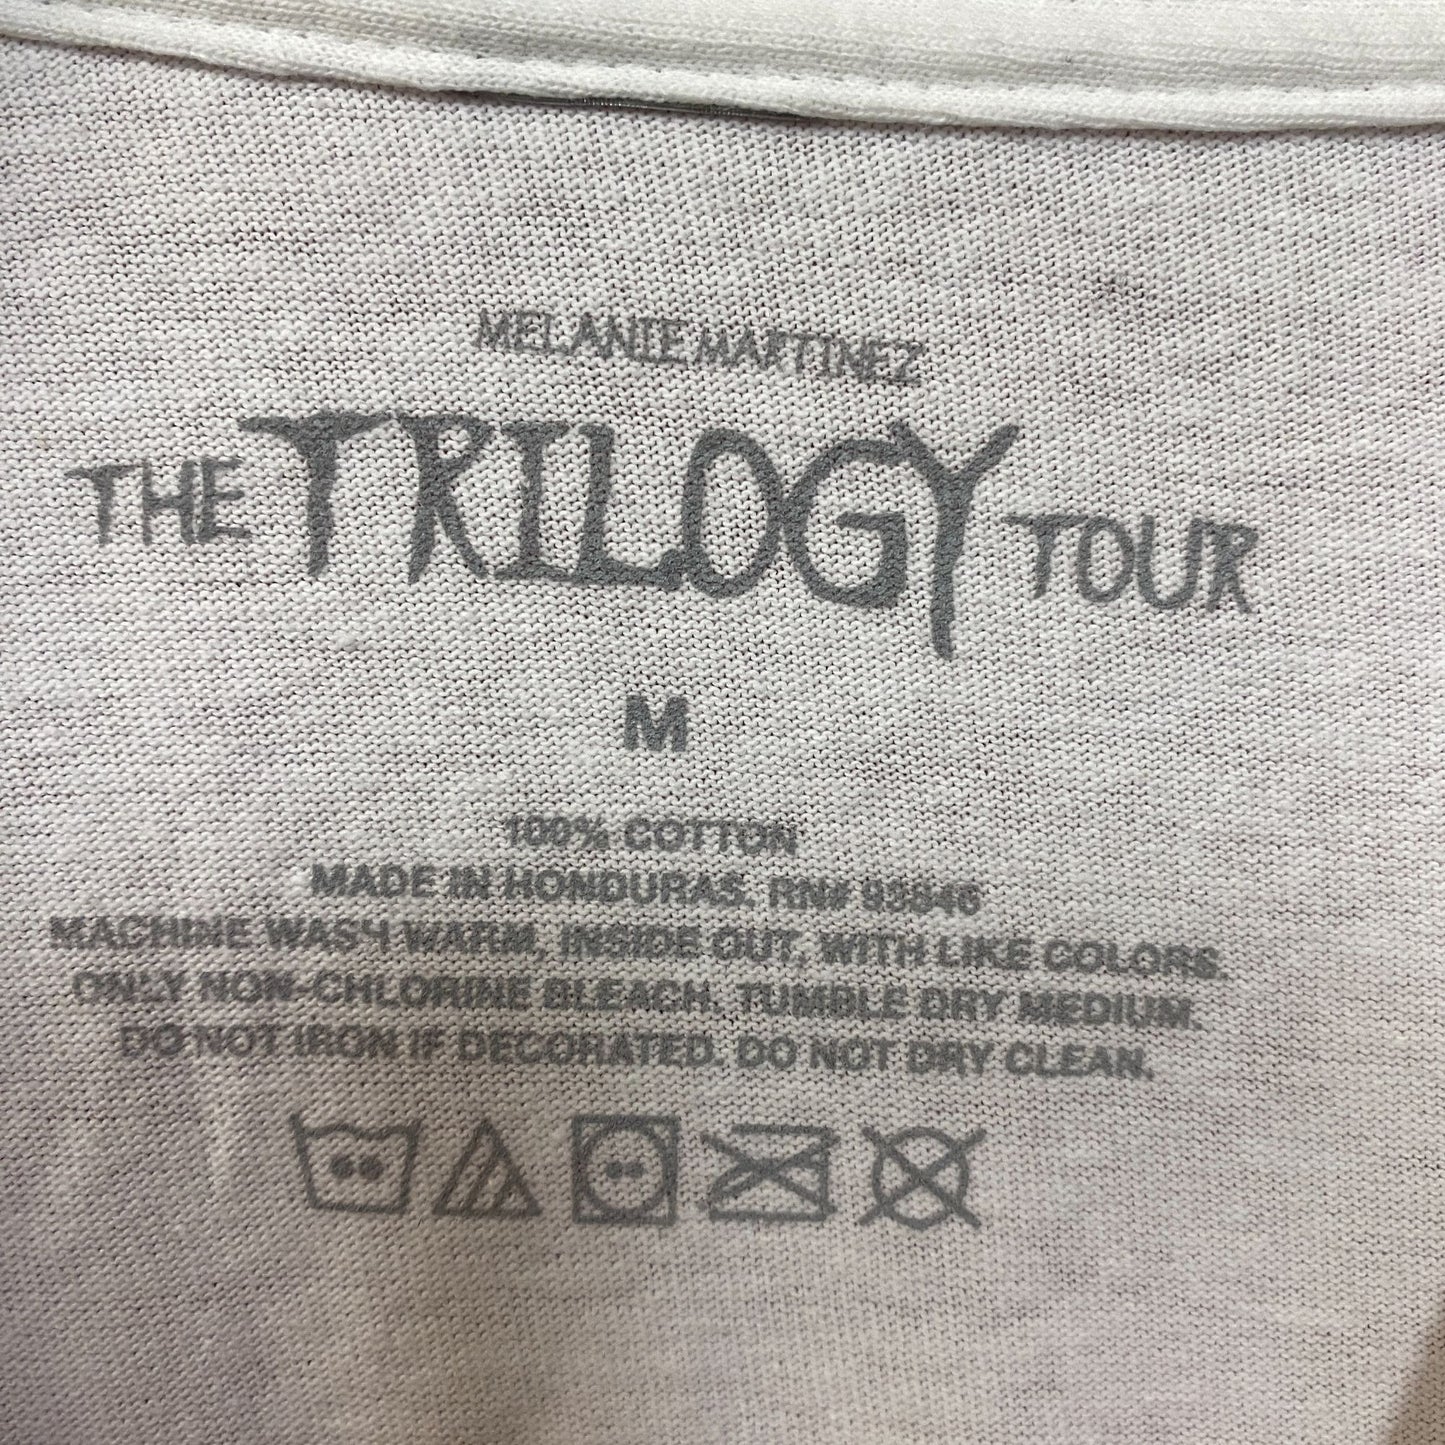 MELANIE MARTINEZ
THE TRILOGY TOUR
M
100% COTTON
MADE IN HONDURAS. RN# 93846
MACHINE WASH WARM, INSIDE OUT, WITH LIKE COLORS.
ONLY NON-CHLORINE BLEACH. TUMBLE DRY MEDIUM.
DO NOT IRON IF DECORATED. DO NOT DRY CLEAN.